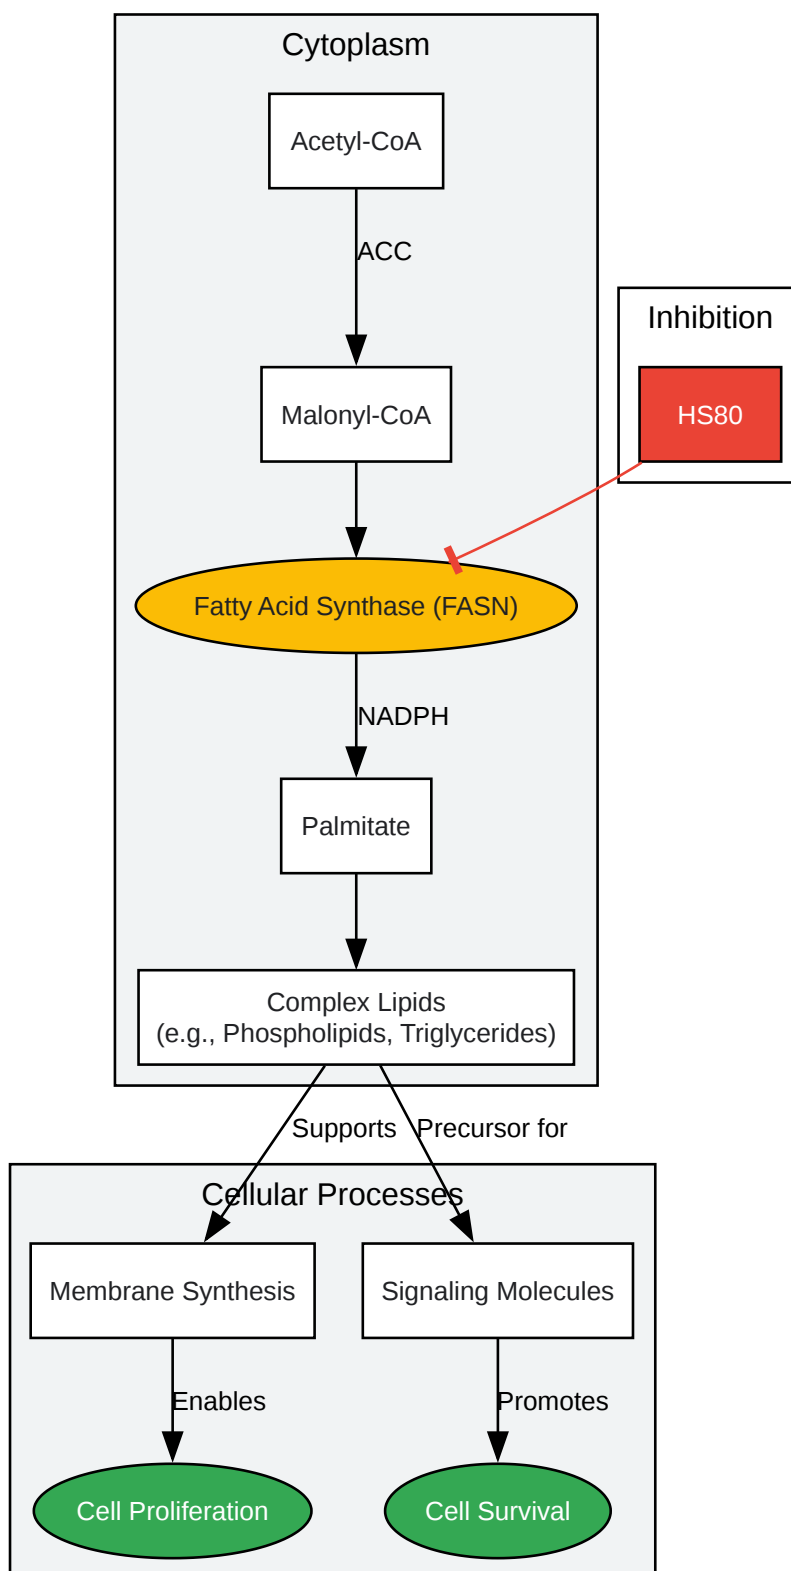 Cytoplasm
Acetyl-CoA
ACC
Inhibition
Malonyl-CoA
HS80
Fatty Acid Synthase (FASN)
NADPH
Palmitate
Complex Lipids
(e.g., Phospholipids, Triglycerides)
Supports
Precursor for
Cellular Processes
Membrane Synthesis
Signaling Molecules
Enables
Promotes
Cell Proliferation
Cell Survival